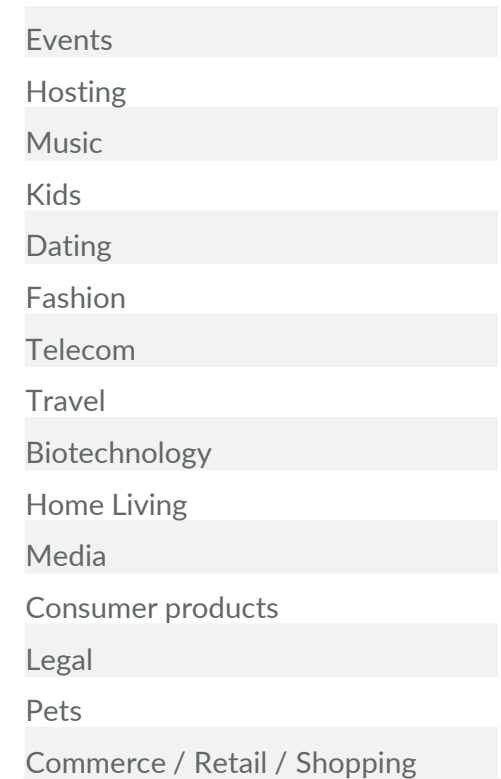 Events
Hosting
Music
Kids
Dating
Fashion
Telecom
Travel
Biotechnology
Home Living
Media
Consumer products
Legal
Pets
Commerce / Retail / Shopping